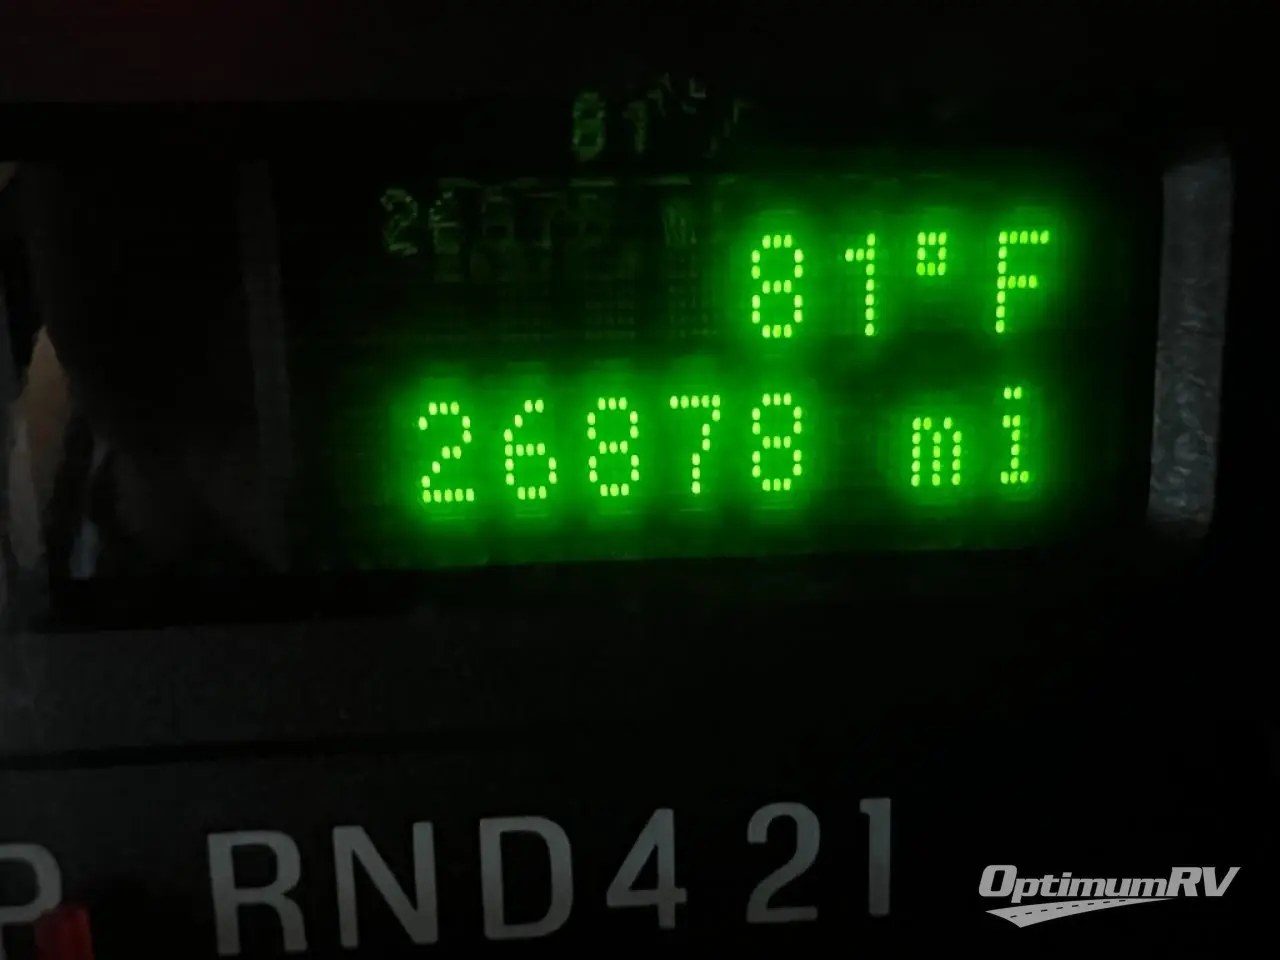 81°F
26878 mi
P RND421
OptimumRV